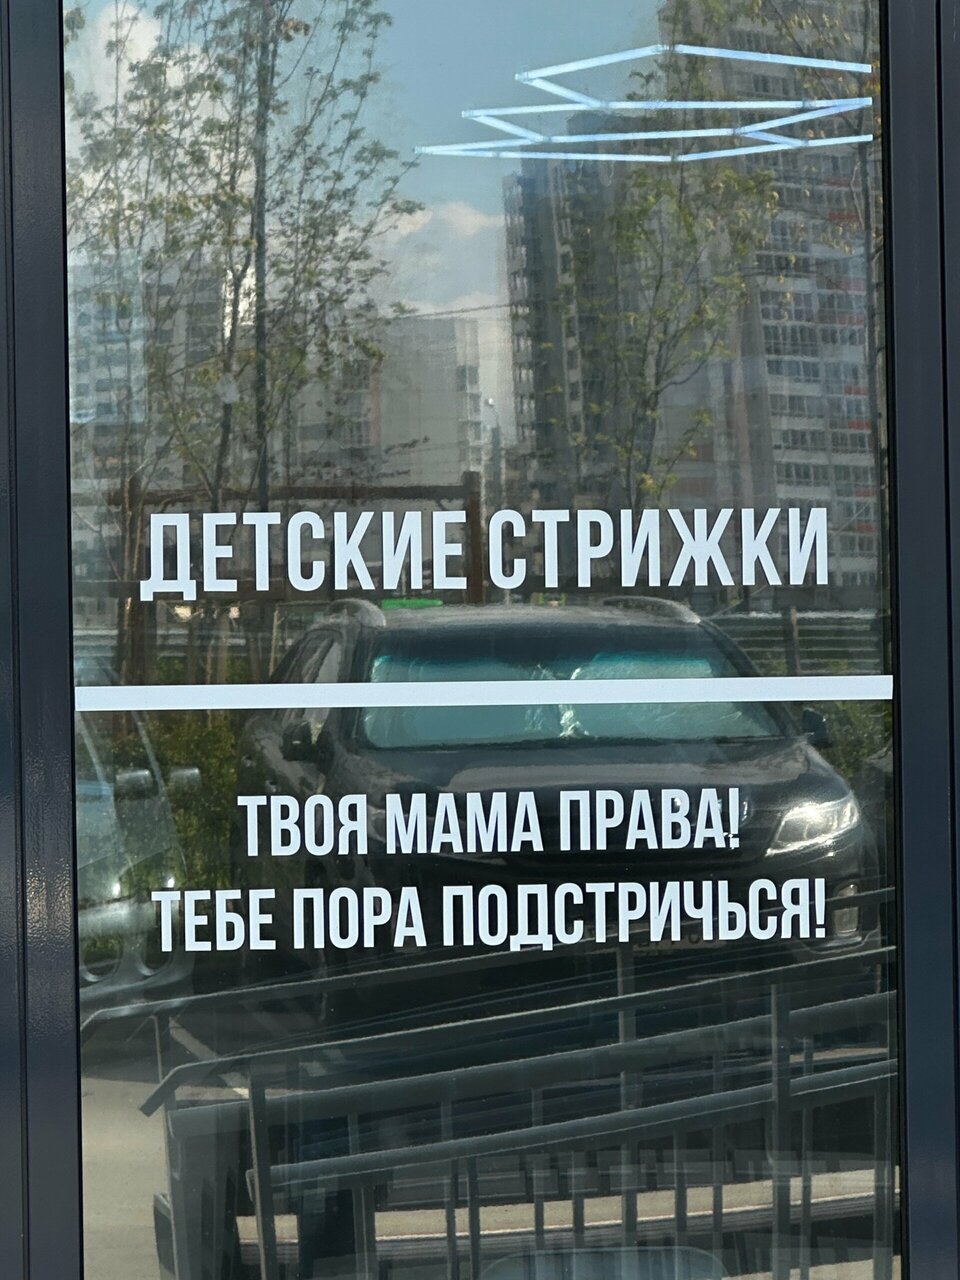 ДЕТСКИЕ СТРИЖКИ
ТВОЯ МАМА ПРАВА!
ТЕБЕ ПОРА ПОДСТРИЧЬСЯ!